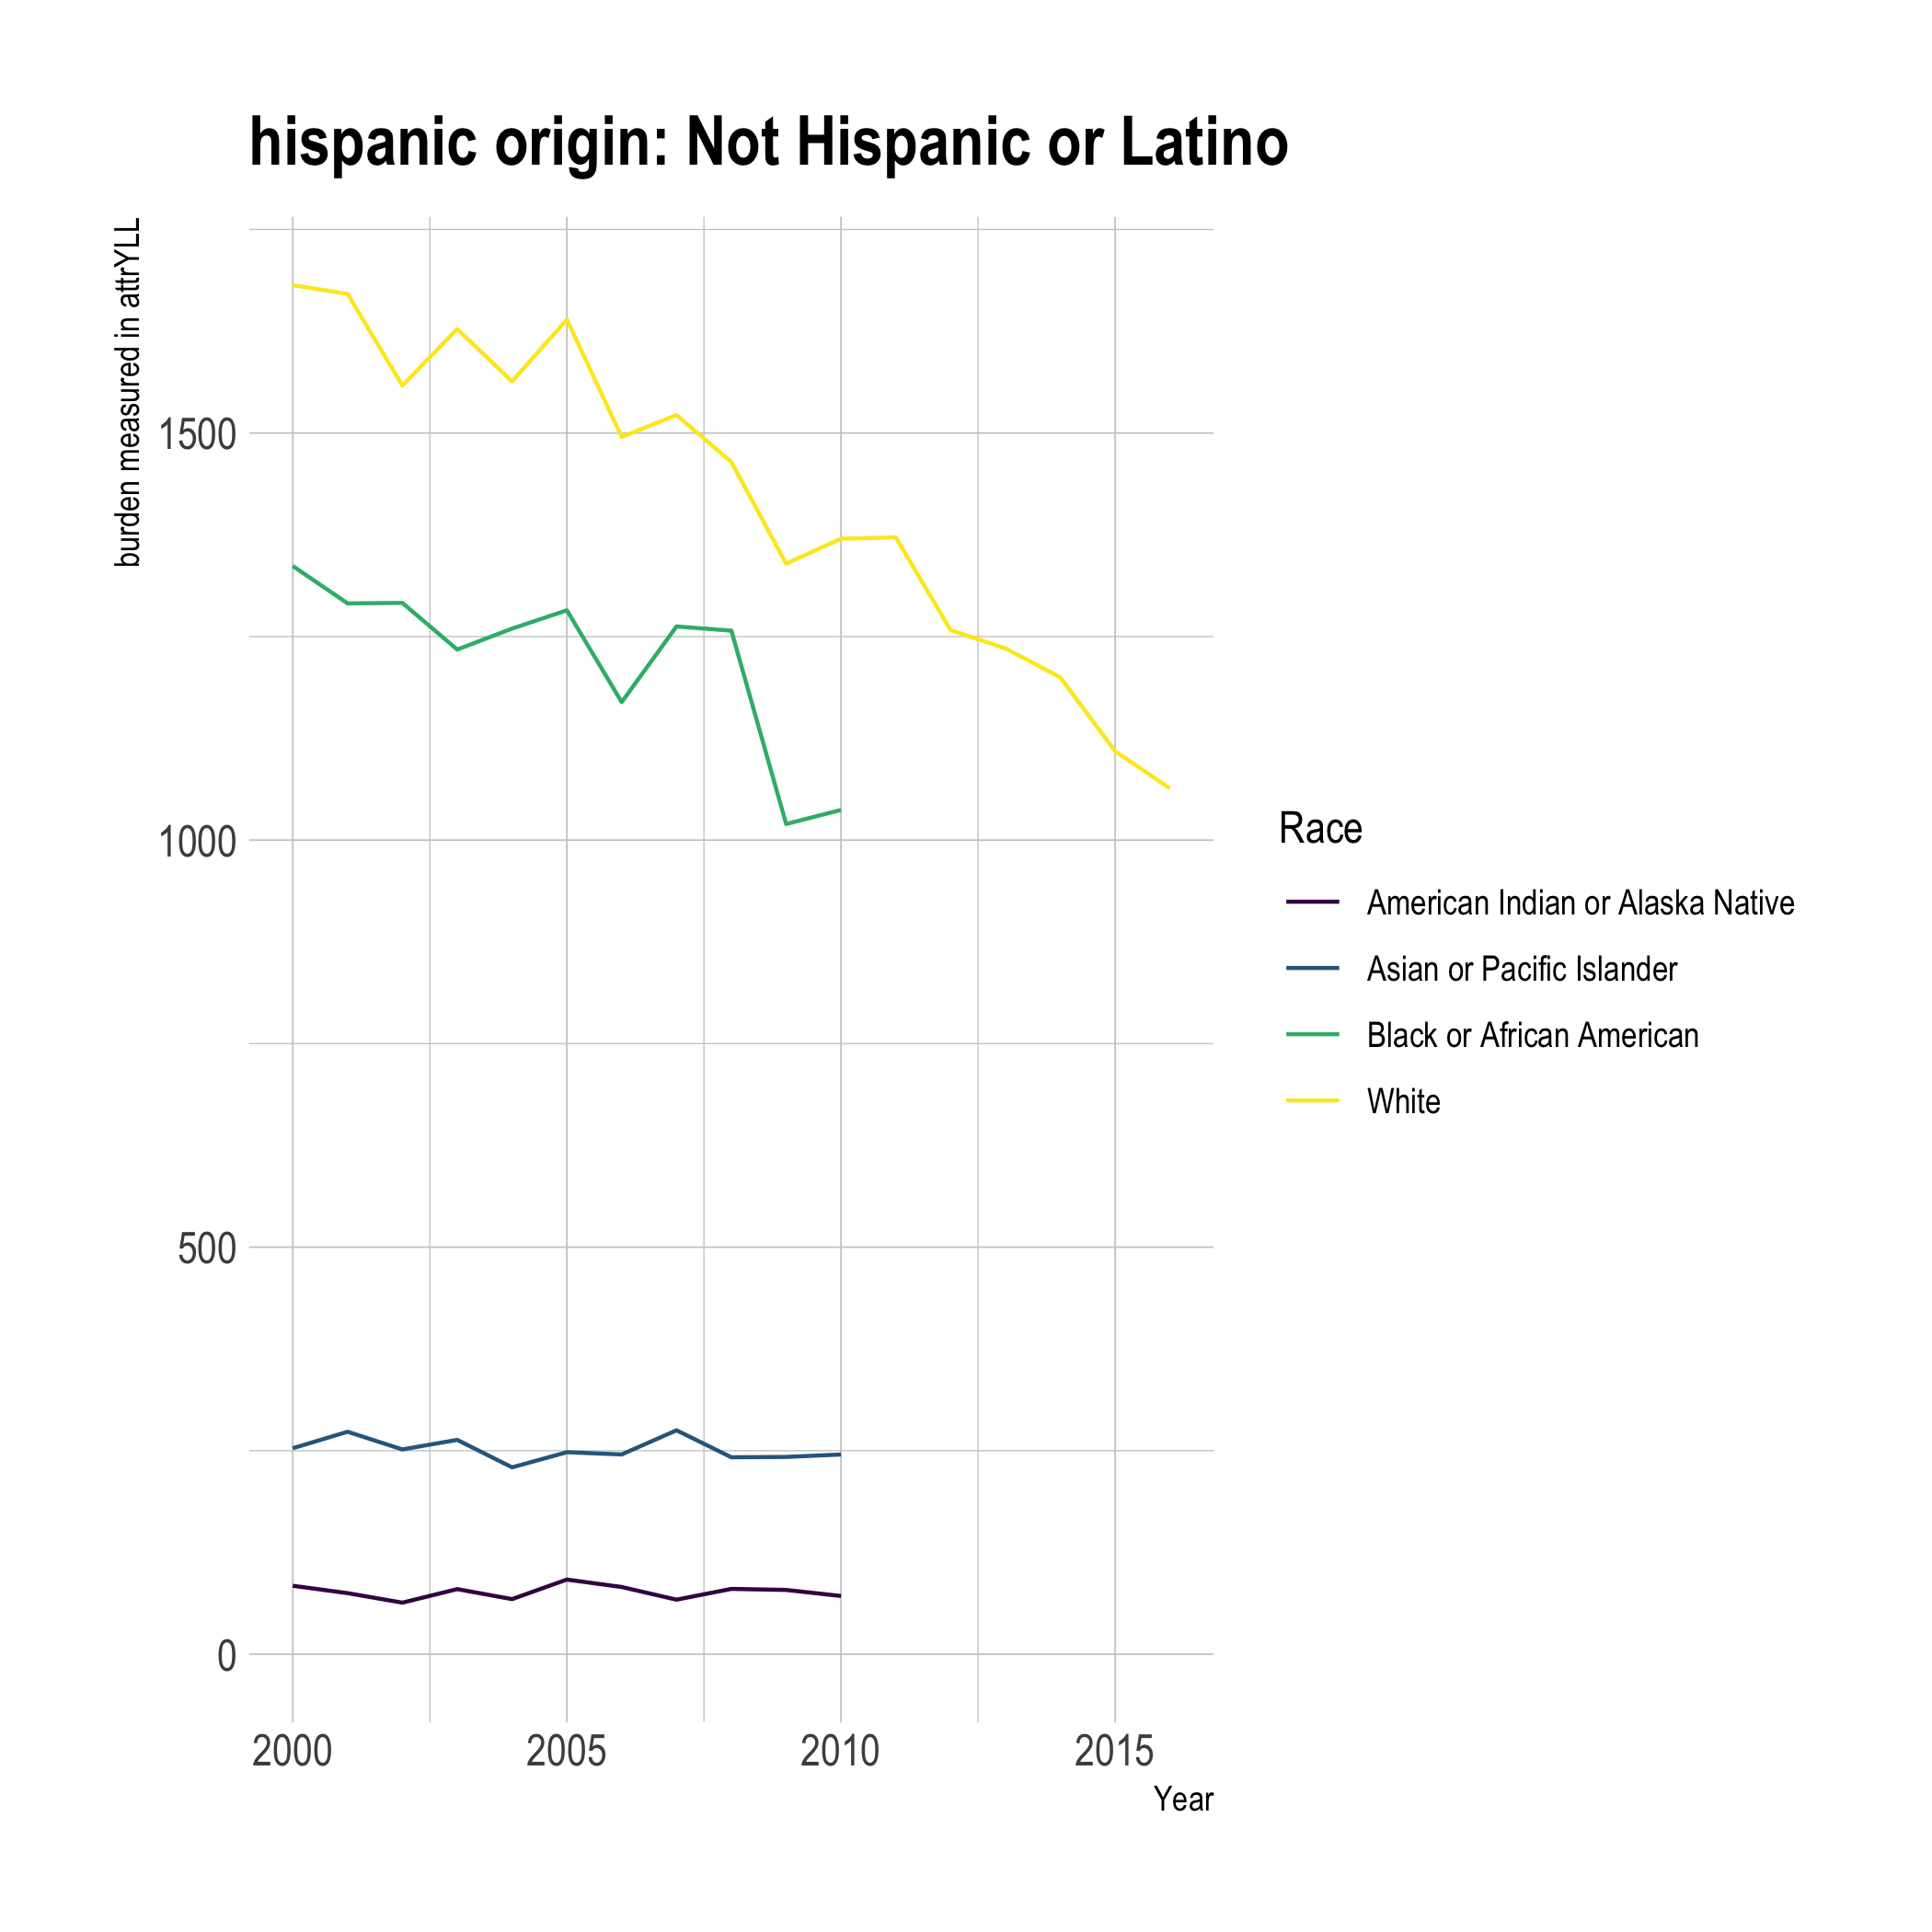 hispanic origin: Not Hispanic or Latino
burden measured in attrYLL
1500
1000
500
0
2000
2005
2010
2015
Year
Race
American Indian or Alaska Native
Asian or Pacific Islander
Black or African American
White